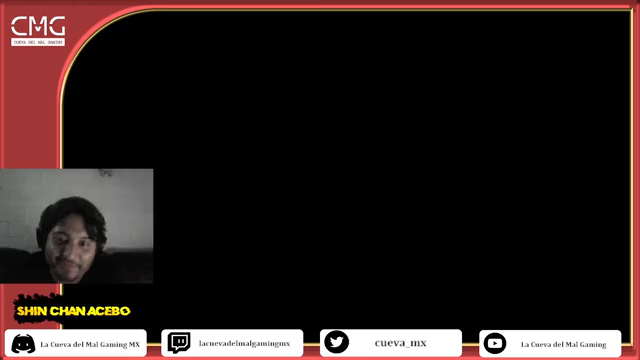 CMG
CUEVA DEL MAL GAMING
SHIN CHAN ACEBO
La Cueva del Mal Gaming MX
lacuevadelmalgamingmx
cueva_mx
La Cueva del Mal Gaming